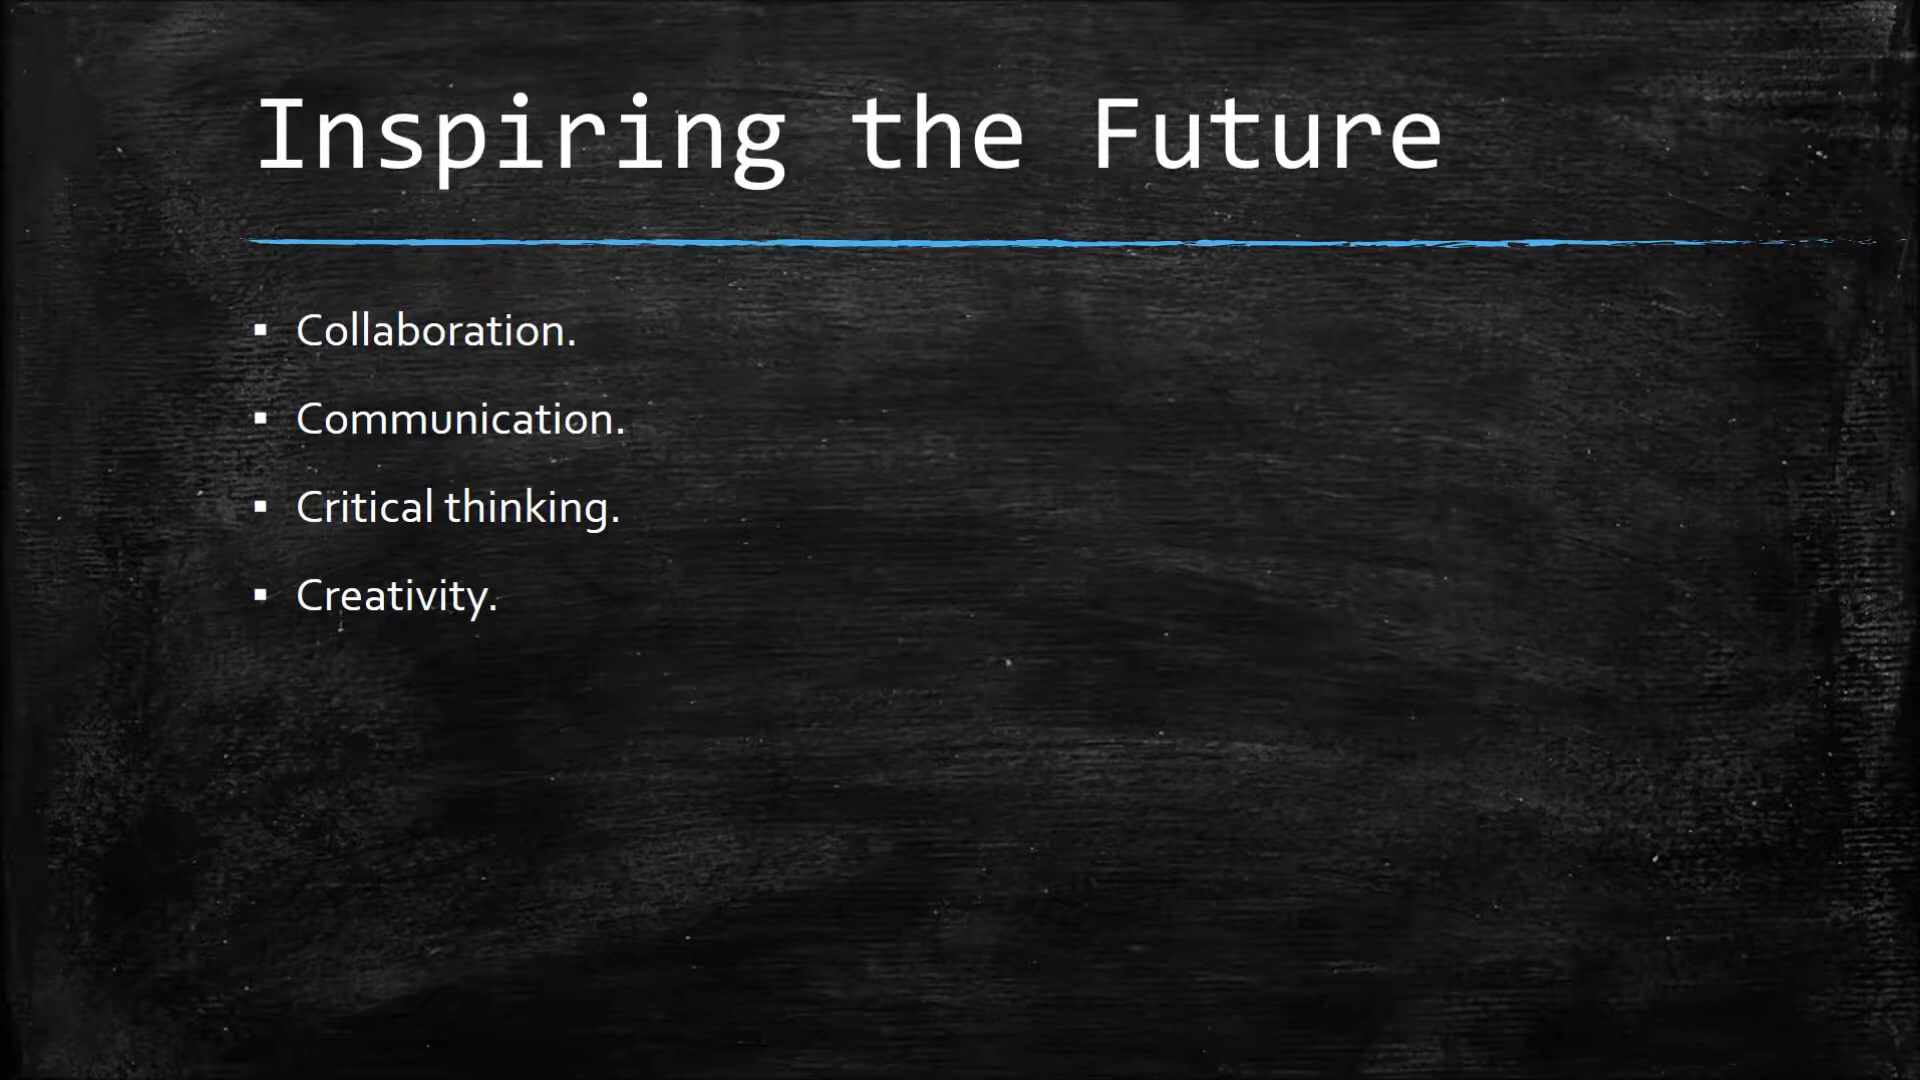 Inspiring the Future
▪ Collaboration.
▪ Communication.
▪ Critical thinking.
▪ Creativity.